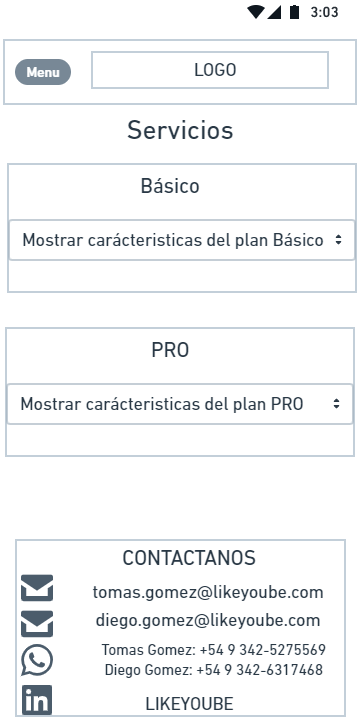 3:03
Menu
LOGO
Servicios
Básico
Mostrar carácteristicas del plan Básico
PRO
Mostrar carácteristicas del plan PRO
CONTACTANOS
tomas.gomez@likeyoube.com
diego.gomez@likeyoube.com
Tomas Gomez: +54 9 342-5275569
Diego Gomez: +54 9 342-6317468
in
LIKEYOUBE